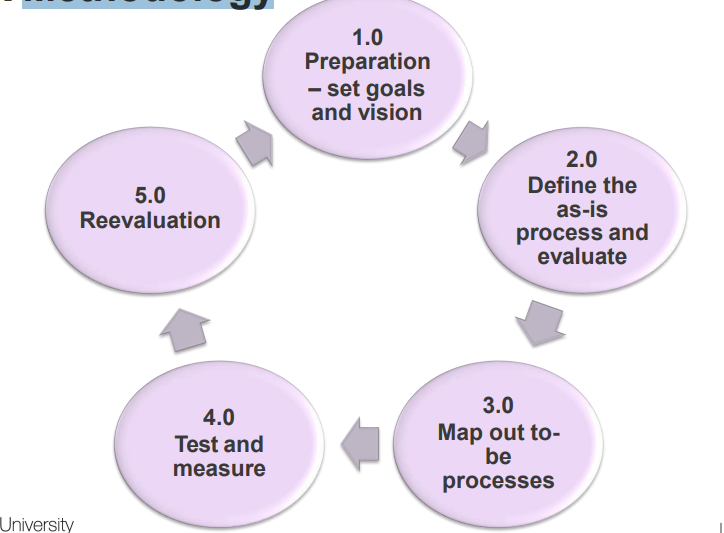 Methodology
1.0
Preparation
– set goals
and vision
2.0
Define the
as-is
process and
evaluate
3.0
Map out to-
be
processes
4.0
Test and
measure
5.0
Reevaluation
University